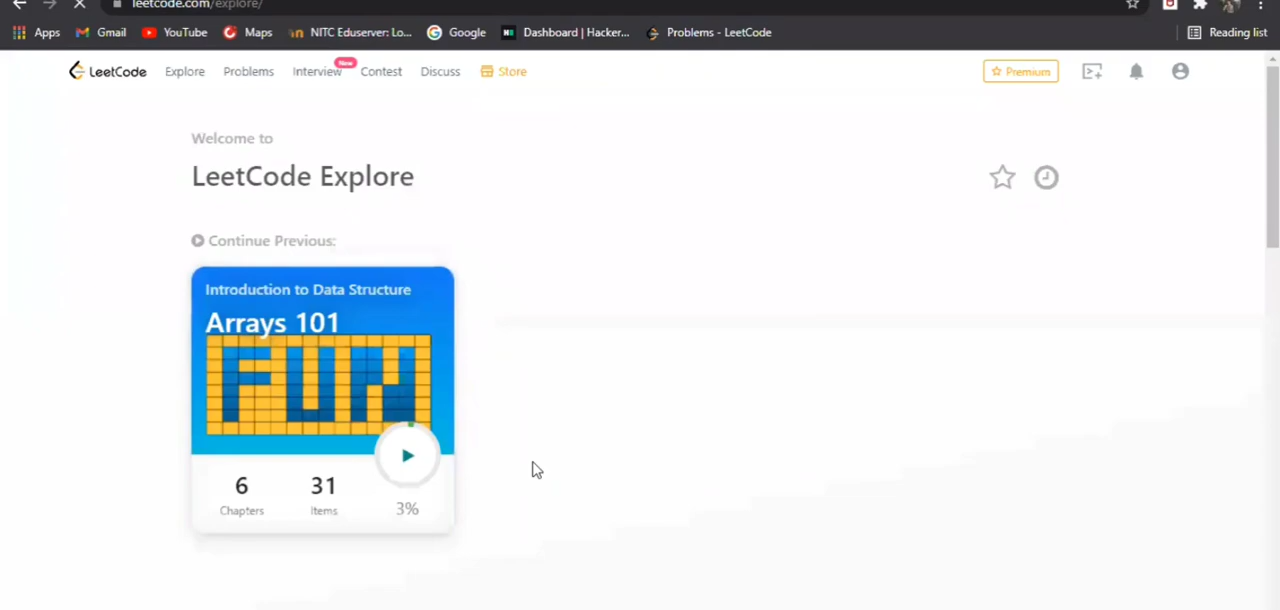 leetcode.com/explore/
Apps Gmail YouTube Maps NITC Eduserver: Lo... Google Dashboard | Hacker... Problems - LeetCode Reading list
LeetCode Explore Problems Interview New Contest Discuss Store Premium
Welcome to
LeetCode Explore
Continue Previous:
Introduction to Data Structure
Arrays 101
FUN
6 31
Chapters Items 3%